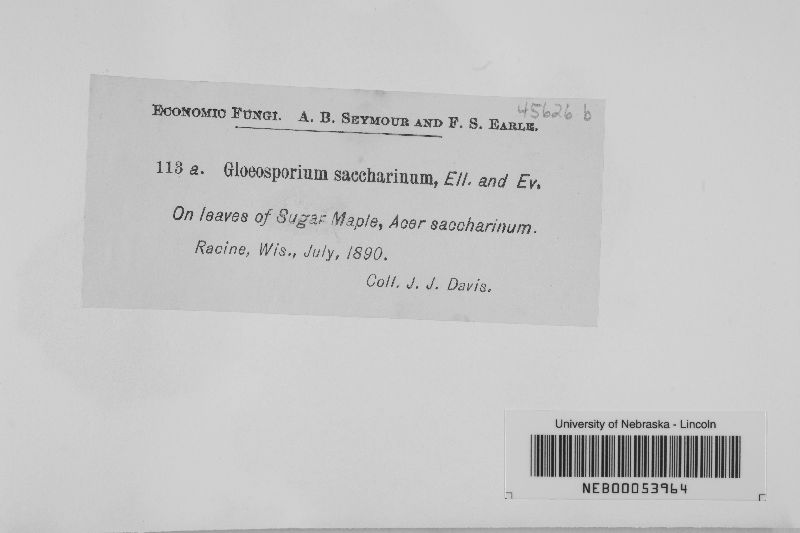 45626 b
Economic Fungi. A. B. Seymour and F. S. Earle.
113 a. Gloeosporium saccharinum, Ell. and Ev.
On leaves of Sugar Maple, Acer saccharinum.
Racine, Wis., July, 1890.
Coll. J. J. Davis.
University of Nebraska - Lincoln
NEB00053964